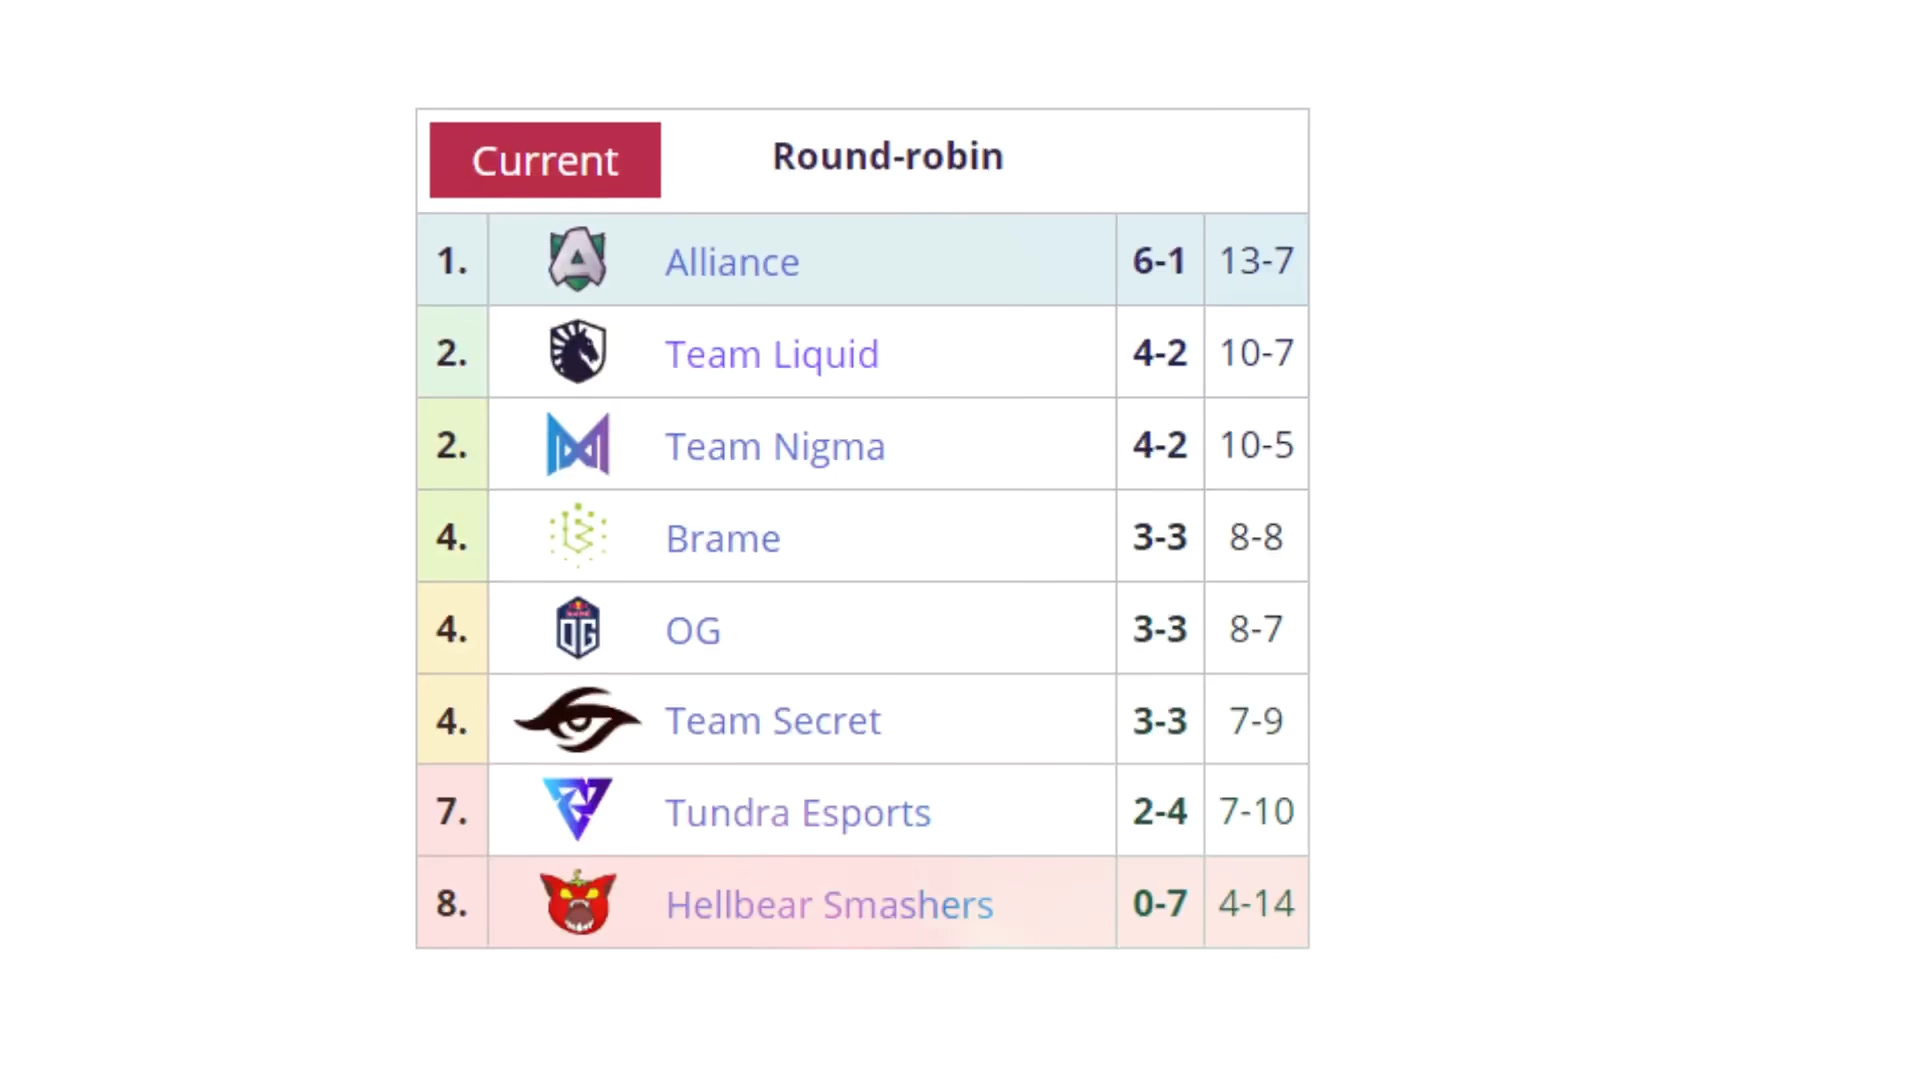 Current Round-robin
1. Alliance 6-1 13-7
2. Team Liquid 4-2 10-7
2. Team Nigma 4-2 10-5
4. Brame 3-3 8-8
4. OG OG 3-3 8-7
4. Team Secret 3-3 7-9
7. Tundra Esports 2-4 7-10
8. Hellbear Smashers 0-7 4-14